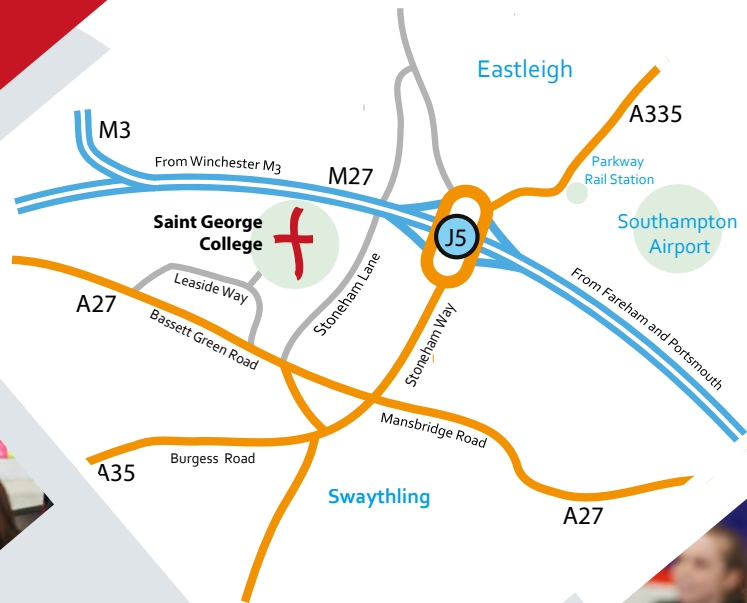 Eastleigh
A335
M3
From Winchester M3
M27
Parkway
Rail Station
Saint George
College
J5
Southampton
Airport
Leaside Way
Stoneham Lane
From Fareham and Portsmouth
A27
Bassett Green Road
Stoneham Way
Mansbridge Road
A35
Burgess Road
Swaythling
A27